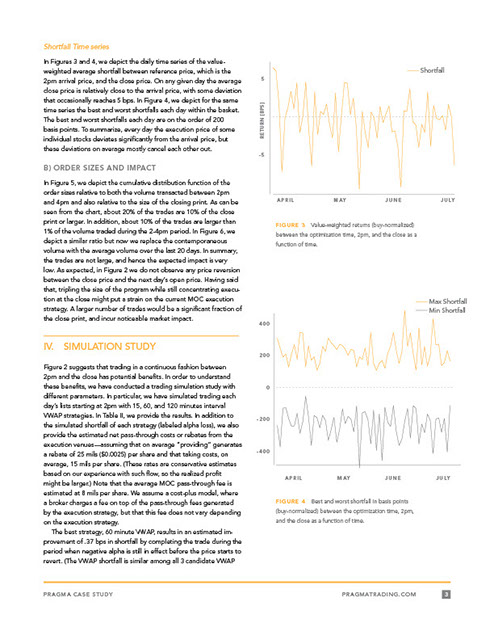 Shortfall Time series
In Figures 3 and 4, we depict the daily time series of the value-
weighted average shortfall between reference price, which is the
2pm arrival price, and the close price. On any given day the average
close price is relatively close to the arrival price, with some deviation
that occasionally reaches 5 bps. In Figure 4, we depict for the same
time series the best and worst shortfalls each day within the basket.
The best and worst shortfalls each day are on the order of 200
basis points. To summarize, every day the execution price of some
individual stocks deviates significantly from the arrival price, but
these deviations on average mostly cancel each other out.
B) ORDER SIZES AND IMPACT
In Figure 5, we depict the cumulative distribution function of the
order sizes relative to both the volume transacted between 2pm
and 4pm and also relative to the size of the closing print. As can be
seen from the chart, about 20% of the trades are 10% of the close
print or larger. In addition, about 10% of the trades are larger than
1% of the volume traded during the 2-4pm period. In Figure 6, we
depict a similar ratio but now we replace the contemporaneous
volume with the average volume over the last 20 days. In summary,
the trades are not large, and hence the expected impact is very
low. As expected, in Figure 2 we do not observe any price reversion
between the close price and the next day's open price. Having said
that, tripling the size of the program while still concentrating execu-
tion at the close might put a strain on the current MOC execution
strategy. A larger number of trades would be a significant fraction of
the close print, and incur noticeable market impact.
IV. SIMULATION STUDY
Figure 2 suggests that trading in a continuous fashion between
2pm and the close has potential benefits. In order to understand
these benefits, we have conducted a trading simulation study with
different parameters. In particular, we have simulated trading each
day's lists starting at 2pm with 15, 60, and 120 minutes interval
VWAP strategies. In Table II, we provide the results. In addition to
the simulated shortfall of each strategy (labeled alpha loss), we also
provide the estimated net pass-through costs or rebates from the
execution venues—assuming that on average "providing" generates
a rebate of 25 mils ($0.0025) per share and that taking costs, on
average, 15 mils per share. (These rates are conservative estimates
based on our experience with such flow, so the realized profit
might be larger.) Note that the average MOC pass-through fee is
estimated at 8 mils per share. We assume a cost-plus model, where
a broker charges a fee on top of the pass-through fees generated
by the execution strategy, but that this fee does not vary depending
on the execution strategy.
The best strategy, 60 minute VWAP, results in an estimated im-
provement of .37 bps in shortfall by completing the trade during the
period when negative alpha is still in effect before the price starts to
revert. (The VWAP shortfall is similar among all 3 candidate VWAP
Shortfall
5
-5
RETURN [BPS]
APRIL MAY JUNE JULY
FIGURE 3 Value-weighted returns (buy-normalized)
between the optimization time, 2pm, and the close as a
function of time.
Max Shortfall
Min Shortfall
400
200
0
-200
-400
APRIL MAY JUNE JULY
FIGURE 4 Best and worst shortfall in basis points
(buy-normalized) between the optimization time, 2pm,
and the close as a function of time.
PRAGMA CASE STUDY PRAGMATRADING.COM 3